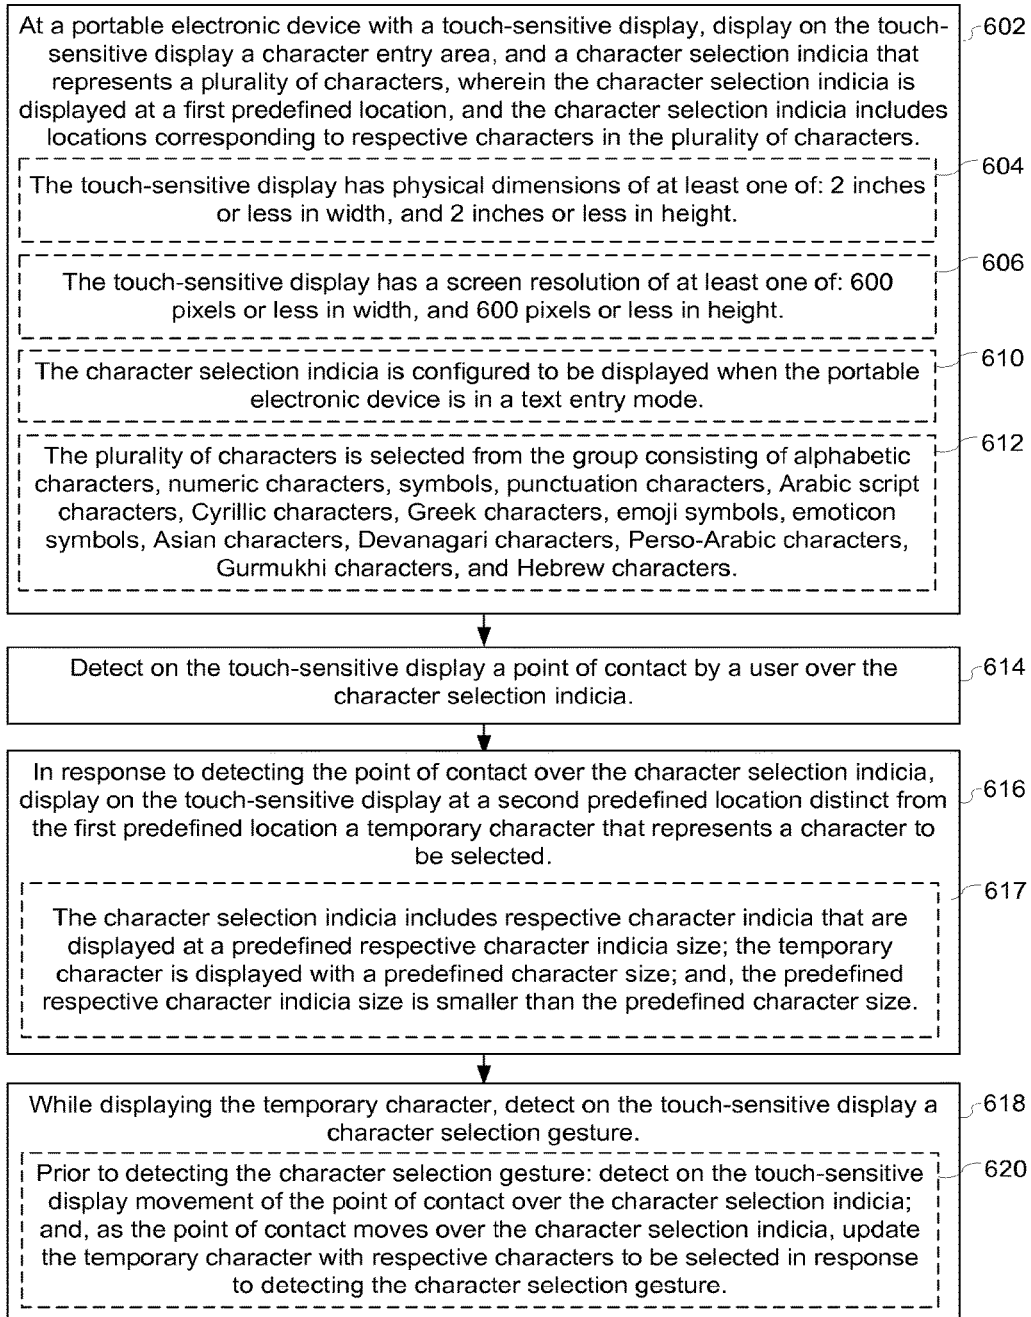 At a portable electronic device with a touch-sensitive display, display on the touch-
sensitive display a character entry area, and a character selection indicia that
represents a plurality of characters, wherein the character selection indicia is
displayed at a first predefined location, and the character selection indicia includes
locations corresponding to respective characters in the plurality of characters.
602
The touch-sensitive display has physical dimensions of at least one of: 2 inches
or less in width, and 2 inches or less in height.
604
The touch-sensitive display has a screen resolution of at least one of: 600
pixels or less in width, and 600 pixels or less in height.
606
The character selection indicia is configured to be displayed when the portable
electronic device is in a text entry mode.
610
The plurality of characters is selected from the group consisting of alphabetic
characters, numeric characters, symbols, punctuation characters, Arabic script
characters, Cyrillic characters, Greek characters, emoji symbols, emoticon
symbols, Asian characters, Devanagari characters, Perso-Arabic characters,
Gurmukhi characters, and Hebrew characters.
612
Detect on the touch-sensitive display a point of contact by a user over the
character selection indicia.
614
In response to detecting the point of contact over the character selection indicia,
display on the touch-sensitive display at a second predefined location distinct from
the first predefined location a temporary character that represents a character to
be selected.
616
The character selection indicia includes respective character indicia that are
displayed at a predefined respective character indicia size; the temporary
character is displayed with a predefined character size; and, the predefined
respective character indicia size is smaller than the predefined character size.
617
While displaying the temporary character, detect on the touch-sensitive display a
character selection gesture.
618
Prior to detecting the character selection gesture: detect on the touch-sensitive
display movement of the point of contact over the character selection indicia;
and, as the point of contact moves over the character selection indicia, update
the temporary character with respective characters to be selected in response
to detecting the character selection gesture.
620